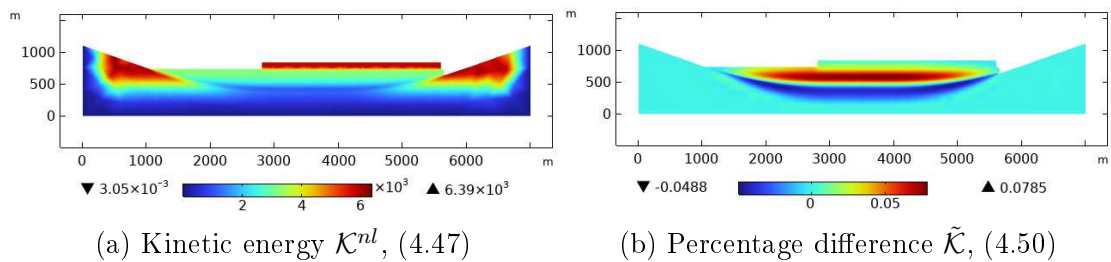 m
1000
500
0
0 1000 2000 3000 4000 5000 6000 m
▼ 3.05×10⁻³ ▲ 6.39×10³
×10³
2 4 6
(a) Kinetic energy 𝒦ⁿˡ, (4.47)
m
1000
500
0
0 1000 2000 3000 4000 5000 6000 m
▼ -0.0488 ▲ 0.0785
0 0.05
(b) Percentage difference 𝒦̃, (4.50)